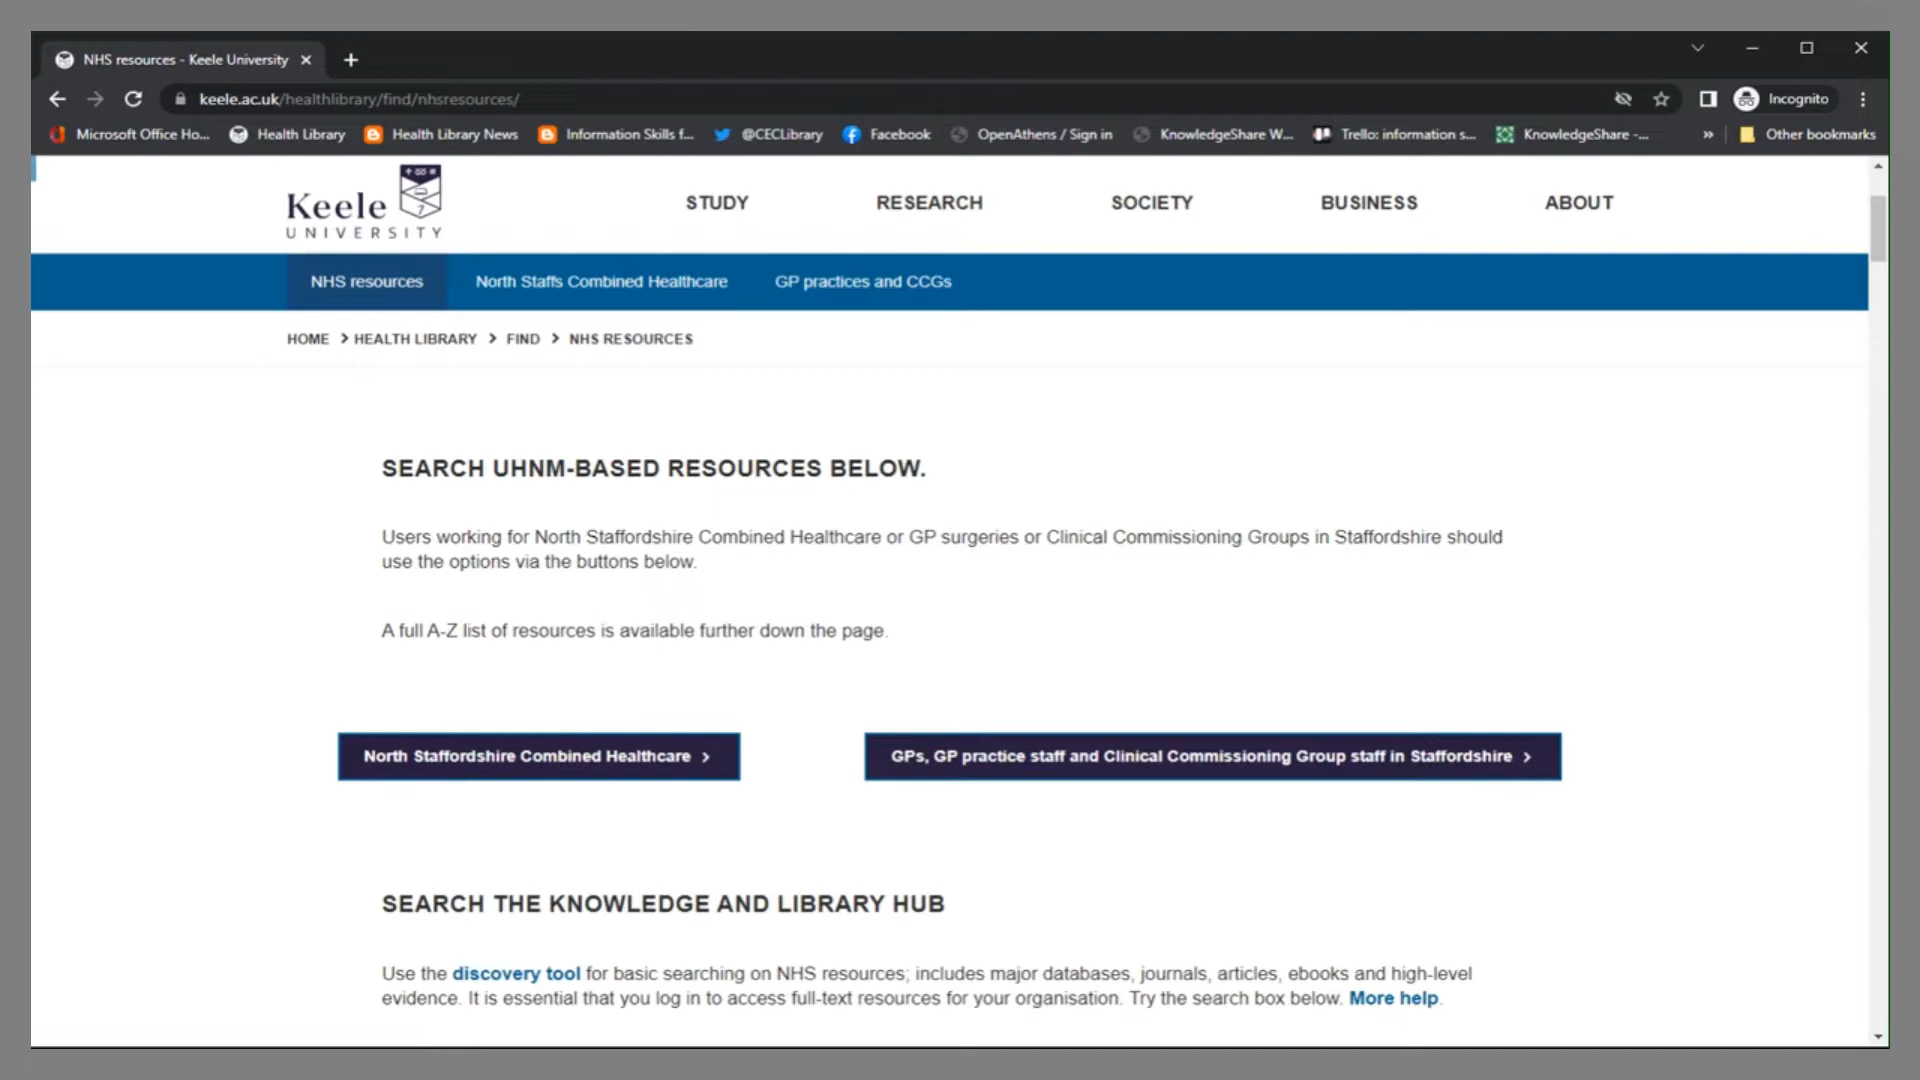 NHS resources - Keele University
keele.ac.uk/healthlibrary/find/nhsresources/
Incognito
Microsoft Office Ho... Health Library Health Library News Information Skills f... @CECLibrary Facebook OpenAthens / Sign in KnowledgeShare W... Trello: information s... KnowledgeShare -... » Other bookmarks
Keele
UNIVERSITY
STUDY RESEARCH SOCIETY BUSINESS ABOUT
NHS resources North Staffs Combined Healthcare GP practices and CCGs
HOME > HEALTH LIBRARY > FIND > NHS RESOURCES
SEARCH UHNM-BASED RESOURCES BELOW.
Users working for North Staffordshire Combined Healthcare or GP surgeries or Clinical Commissioning Groups in Staffordshire should
use the options via the buttons below.
A full A-Z list of resources is available further down the page.
North Staffordshire Combined Healthcare >
GPs, GP practice staff and Clinical Commissioning Group staff in Staffordshire >
SEARCH THE KNOWLEDGE AND LIBRARY HUB
Use the discovery tool for basic searching on NHS resources; includes major databases, journals, articles, ebooks and high-level
evidence. It is essential that you log in to access full-text resources for your organisation. Try the search box below. More help.